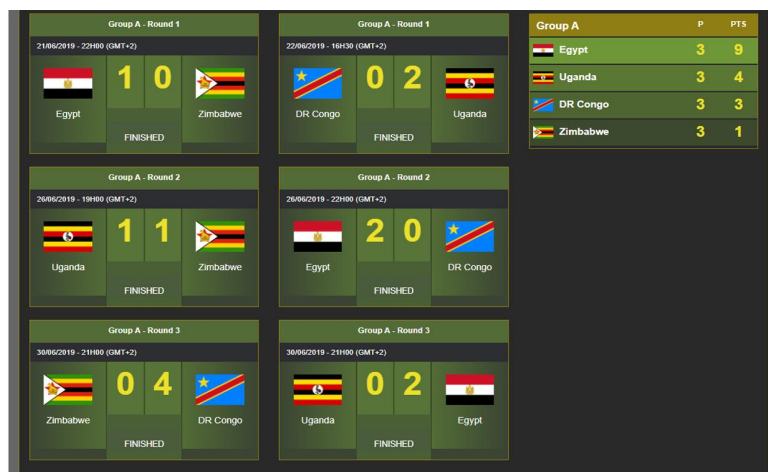 Group A - Round 1
21/06/2019 - 22H00 (GMT+2)
1 0
Egypt Zimbabwe
FINISHED
Group A - Round 1
22/06/2019 - 16H30 (GMT+2)
0 2
DR Congo Uganda
FINISHED
Group A P PTS
Egypt 3 9
Uganda 3 4
DR Congo 3 3
Zimbabwe 3 1
Group A - Round 2
26/06/2019 - 19H00 (GMT+2)
1 1
Uganda Zimbabwe
FINISHED
Group A - Round 2
26/06/2019 - 22H00 (GMT+2)
2 0
Egypt DR Congo
FINISHED
Group A - Round 3
30/06/2019 - 21H00 (GMT+2)
0 4
Zimbabwe DR Congo
FINISHED
Group A - Round 3
30/06/2019 - 21H00 (GMT+2)
0 2
Uganda Egypt
FINISHED